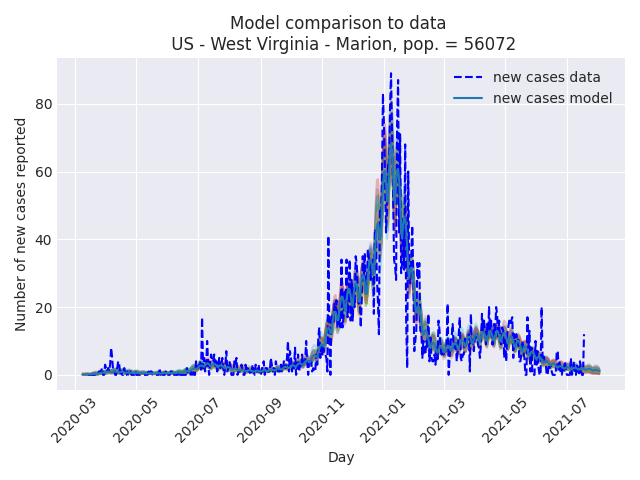 Model comparison to data
US - West Virginia - Marion, pop. = 56072
Number of new cases reported
80
60
40
20
0
new cases data
new cases model
2020-03
2020-05
2020-07
2020-09
2020-11
2021-01
2021-03
2021-05
2021-07
Day